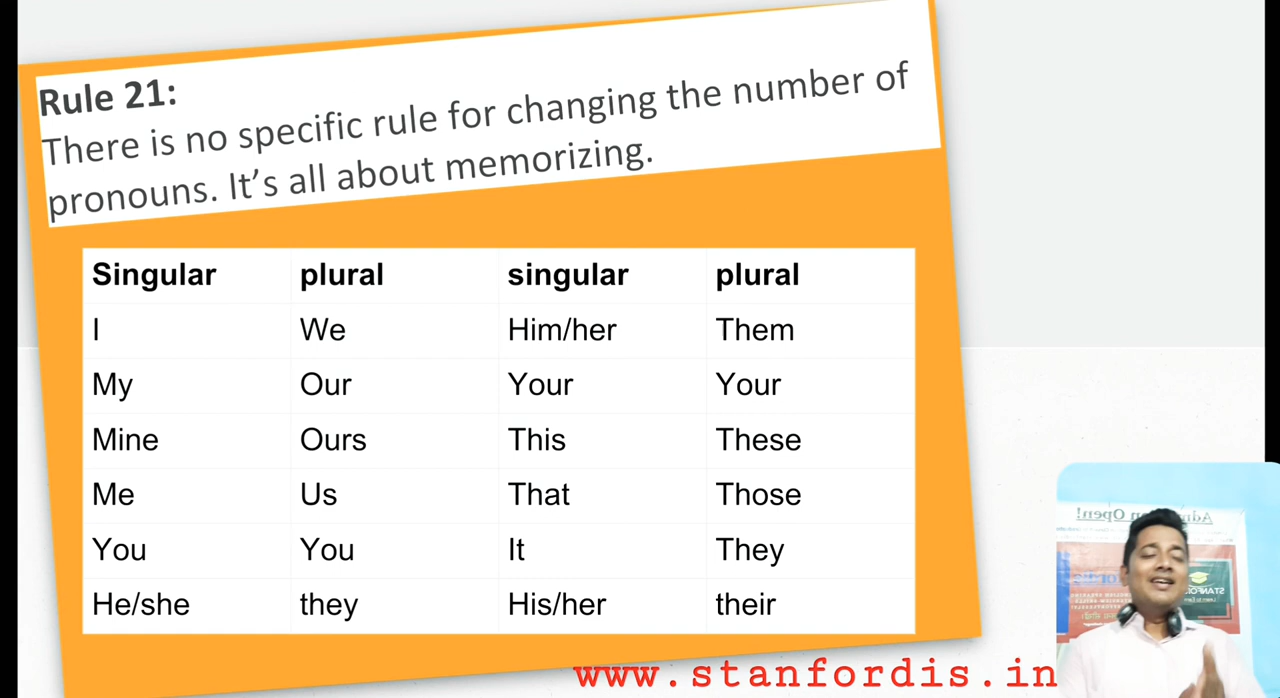 Rule 21:
There is no specific rule for changing the number of
pronouns. It's all about memorizing.
Singular plural singular plural
I We Him/her Them
My Our Your Your
Mine Ours This These
Me Us That Those
You You It They
He/she they His/her their
www.stanfordis.in
Open!